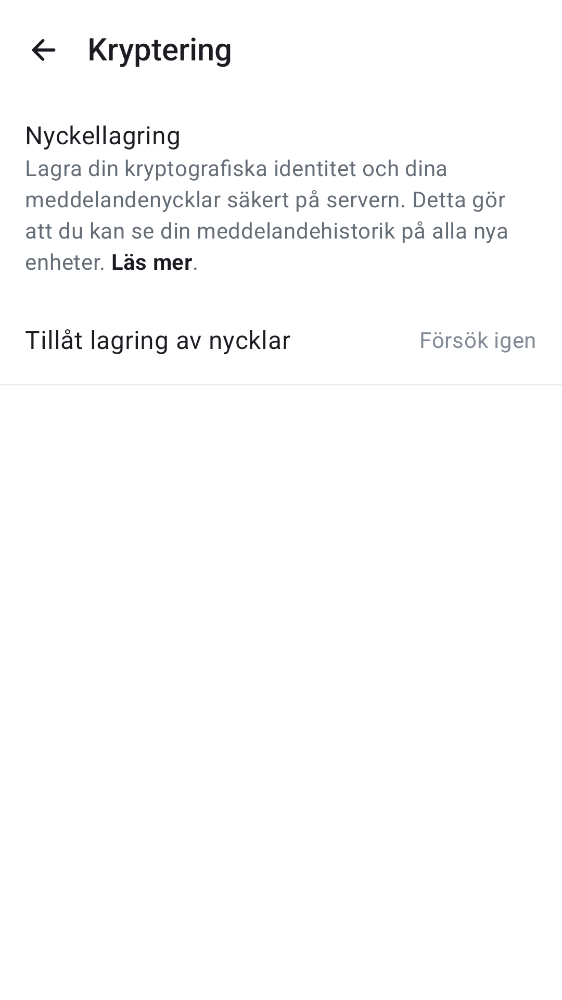 Kryptering
Nyckellagring
Lagra din kryptografiska identitet och dina
meddelandenycklar säkert på servern. Detta gör
att du kan se din meddelandehistorik på alla nya
enheter. Läs mer.
Tillåt lagring av nycklar Försök igen